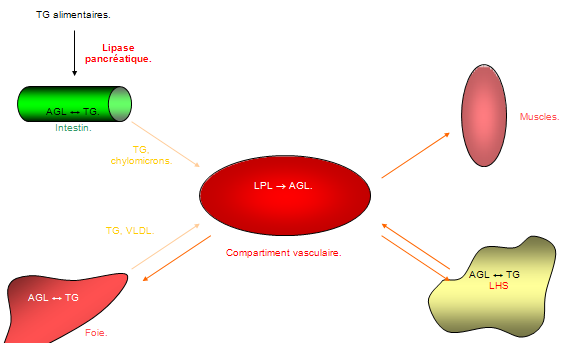 TG alimentaires.
Lipase
pancréatique.
AGL ↔ TG.
Intestin.
TG,
chylomicrons.
Muscles.
LPL → AGL.
TG, VLDL.
Compartiment vasculaire.
AGL ↔ TG
LHS
AGL ↔ TG
Foie.